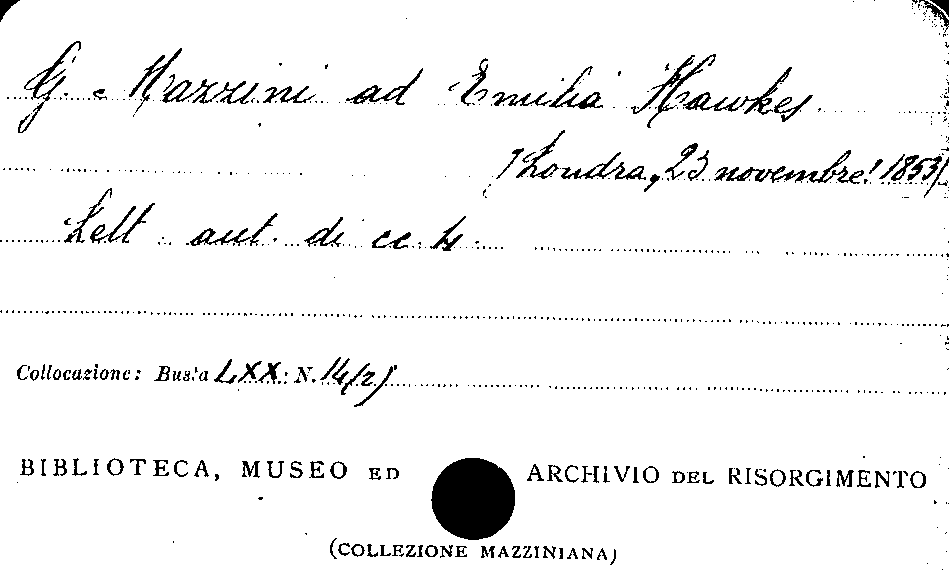 G. Mazzini ad Emilia Hawkes.
[Londra, 23 novembre 1853]
Lett. aut. di cc. 4.
Collocazione: Busta LXX: N. 14(2)
BIBLIOTECA, MUSEO ED ARCHIVIO DEL RISORGIMENTO
(COLLEZIONE MAZZINIANA)